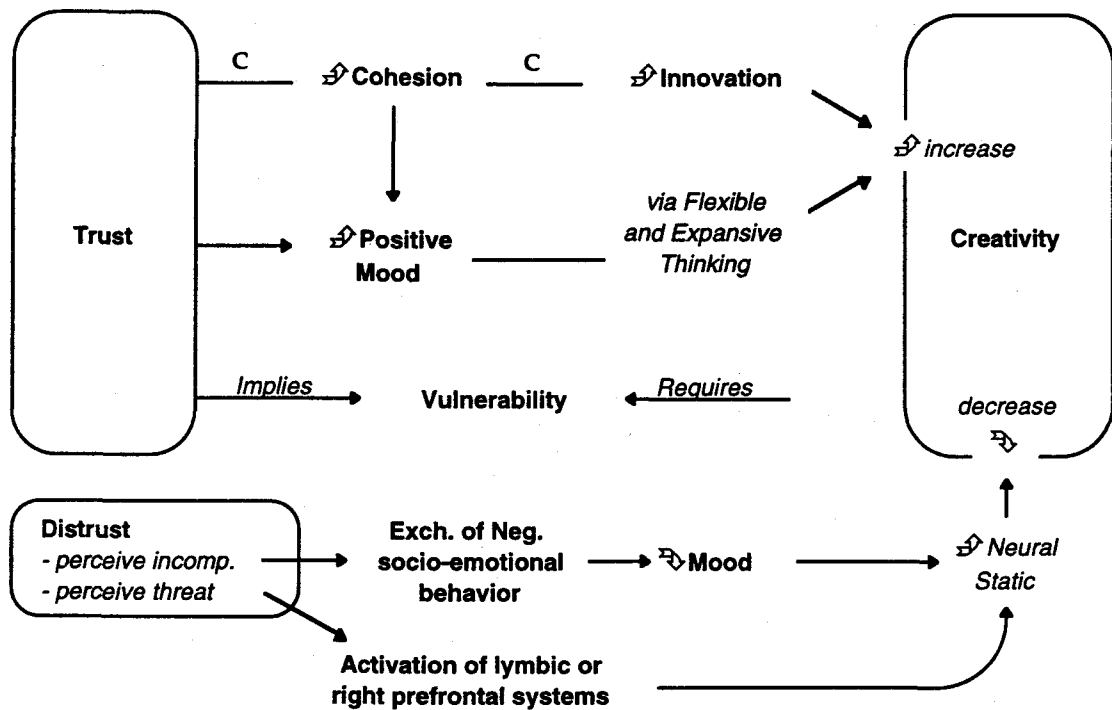 C
Cohesion
C
Innovation
increase
Trust
Positive
Mood
via Flexible
and Expansive
Thinking
Creativity
Implies
Vulnerability
Requires
decrease
Distrust
- perceive incomp.
- perceive threat
Exch. of Neg.
socio-emotional
behavior
Mood
Neural
Static
Activation of lymbic or
right prefrontal systems